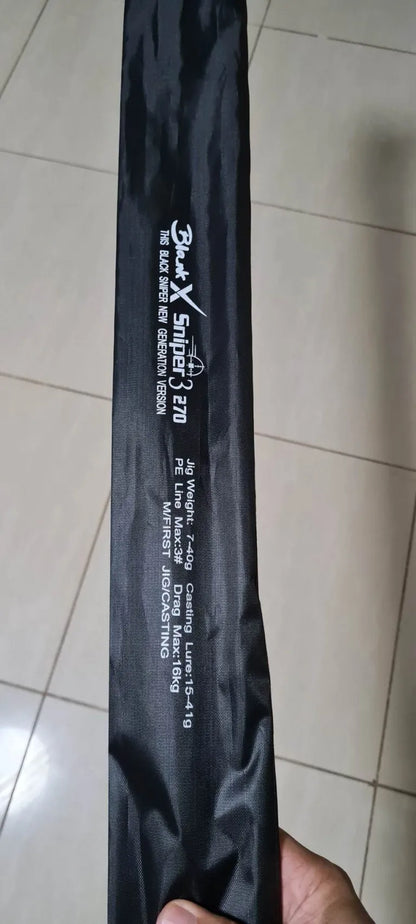 Blank X Sniper 3 270
THIS BLACK SNIPER NEW GENERATION VERSION
Jig Weight: 7-40g Casting Lure:15-41g
PE Line Max:3# Drag Max:16kg
M/FIRST JIG/CASTING